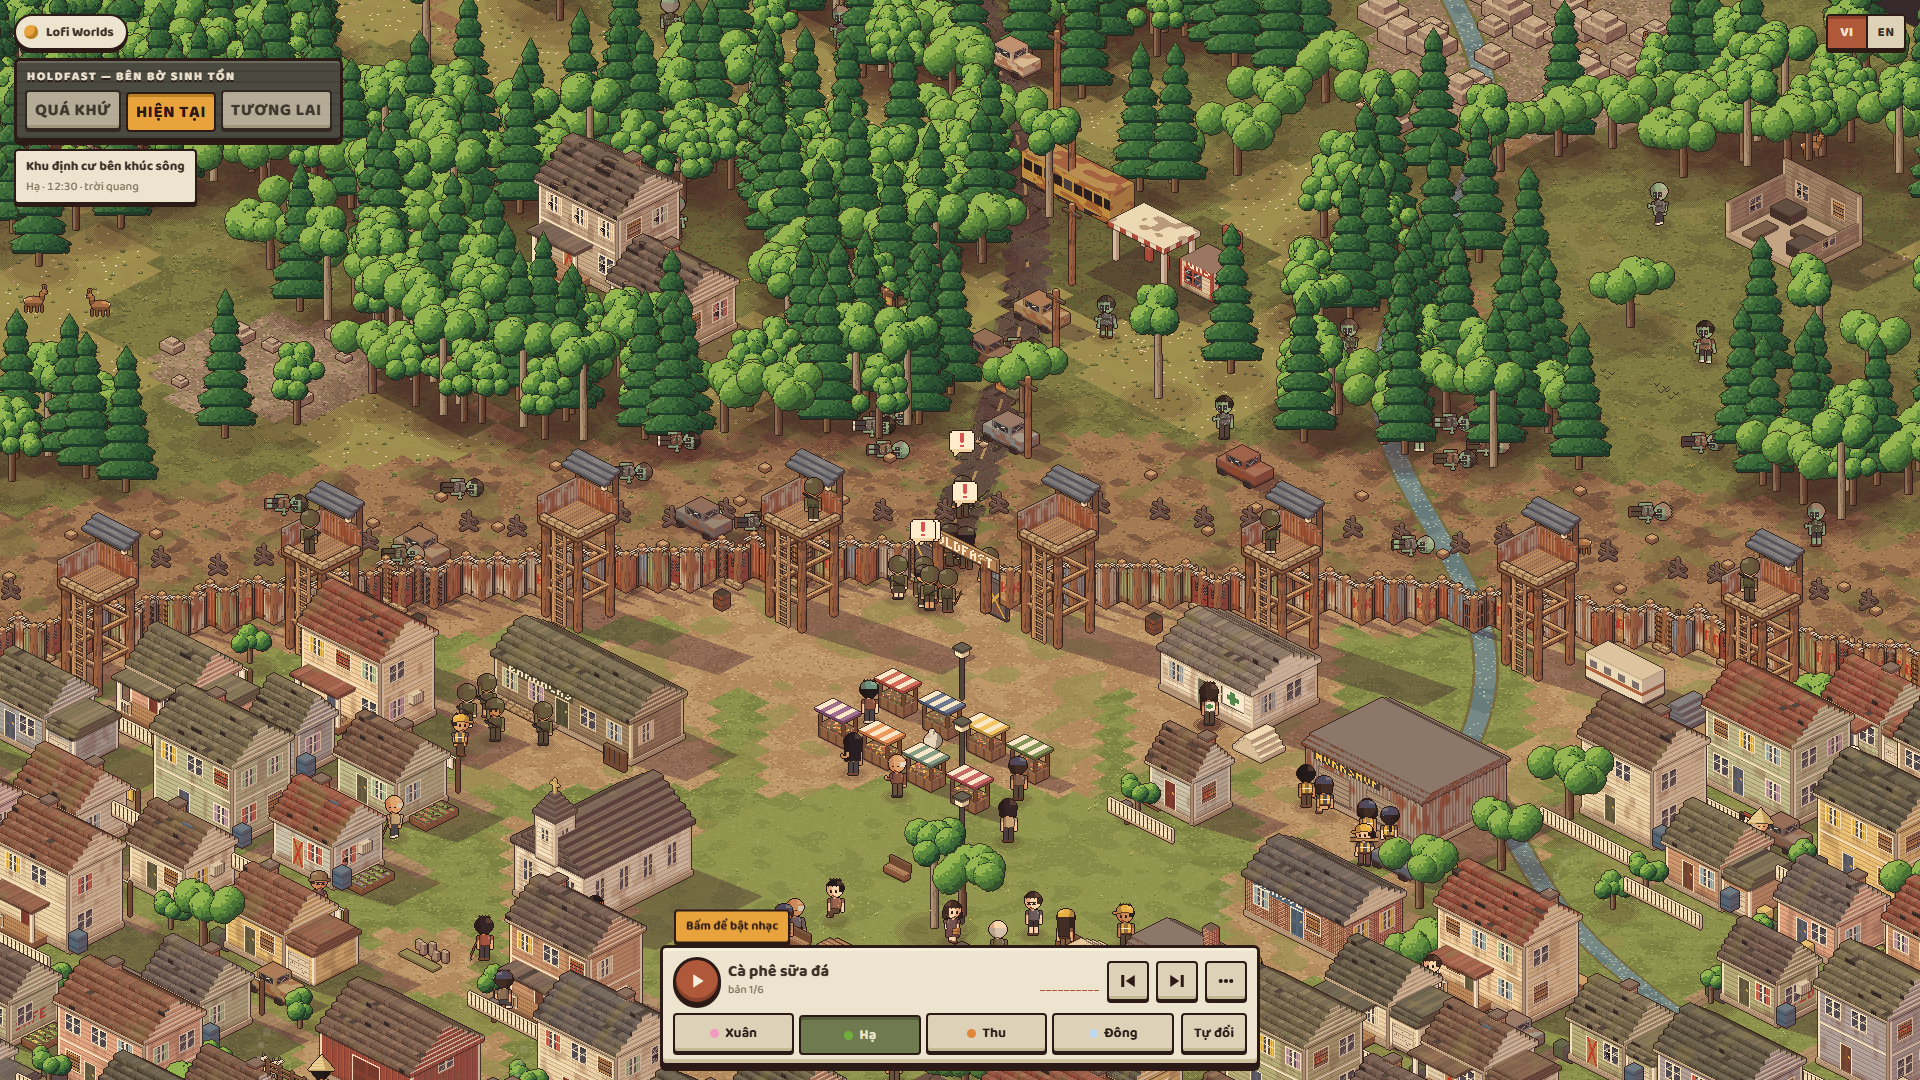 Lofi Worlds
VI
EN
HOLDFAST — BÊN BỜ SINH TỒN
QUÁ KHỨ
HIỆN TẠI
TƯƠNG LAI
Khu định cư bên khúc sông
Hạ · 12:30 · trời quang
!
!
!
OLDFAST
WORKSHOP
Bấm để bật nhạc
Cà phê sữa đá
bản 1/6
Xuân
Hạ
Thu
Đông
Tự đổi